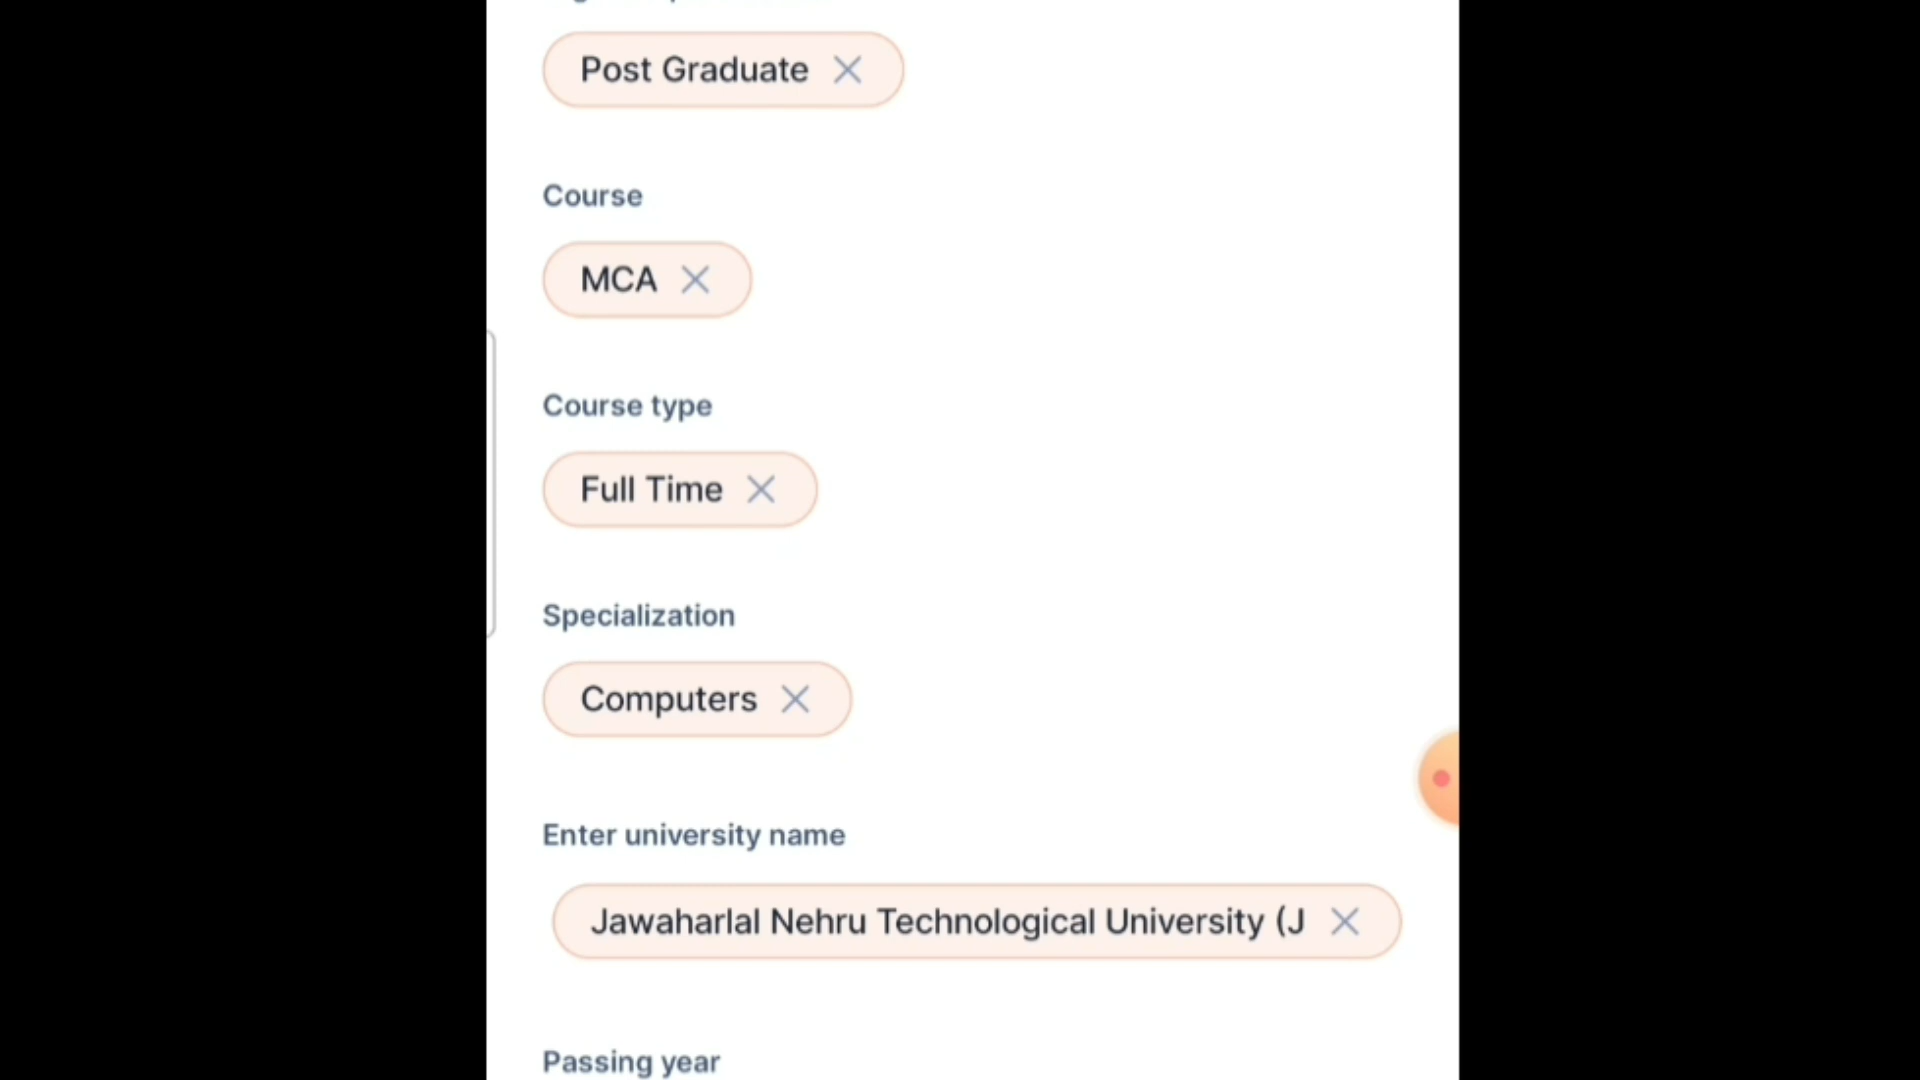 Post Graduate
Course
MCA
Course type
Full Time
Specialization
Computers
Enter university name
Jawaharlal Nehru Technological University (J
Passing year